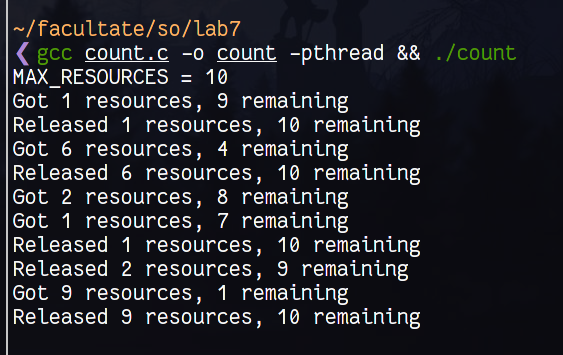 ~/facultate/so/lab7
❮ gcc count.c -o count -pthread && ./count
MAX_RESOURCES = 10
Got 1 resources, 9 remaining
Released 1 resources, 10 remaining
Got 6 resources, 4 remaining
Released 6 resources, 10 remaining
Got 2 resources, 8 remaining
Got 1 resources, 7 remaining
Released 1 resources, 10 remaining
Released 2 resources, 9 remaining
Got 9 resources, 1 remaining
Released 9 resources, 10 remaining